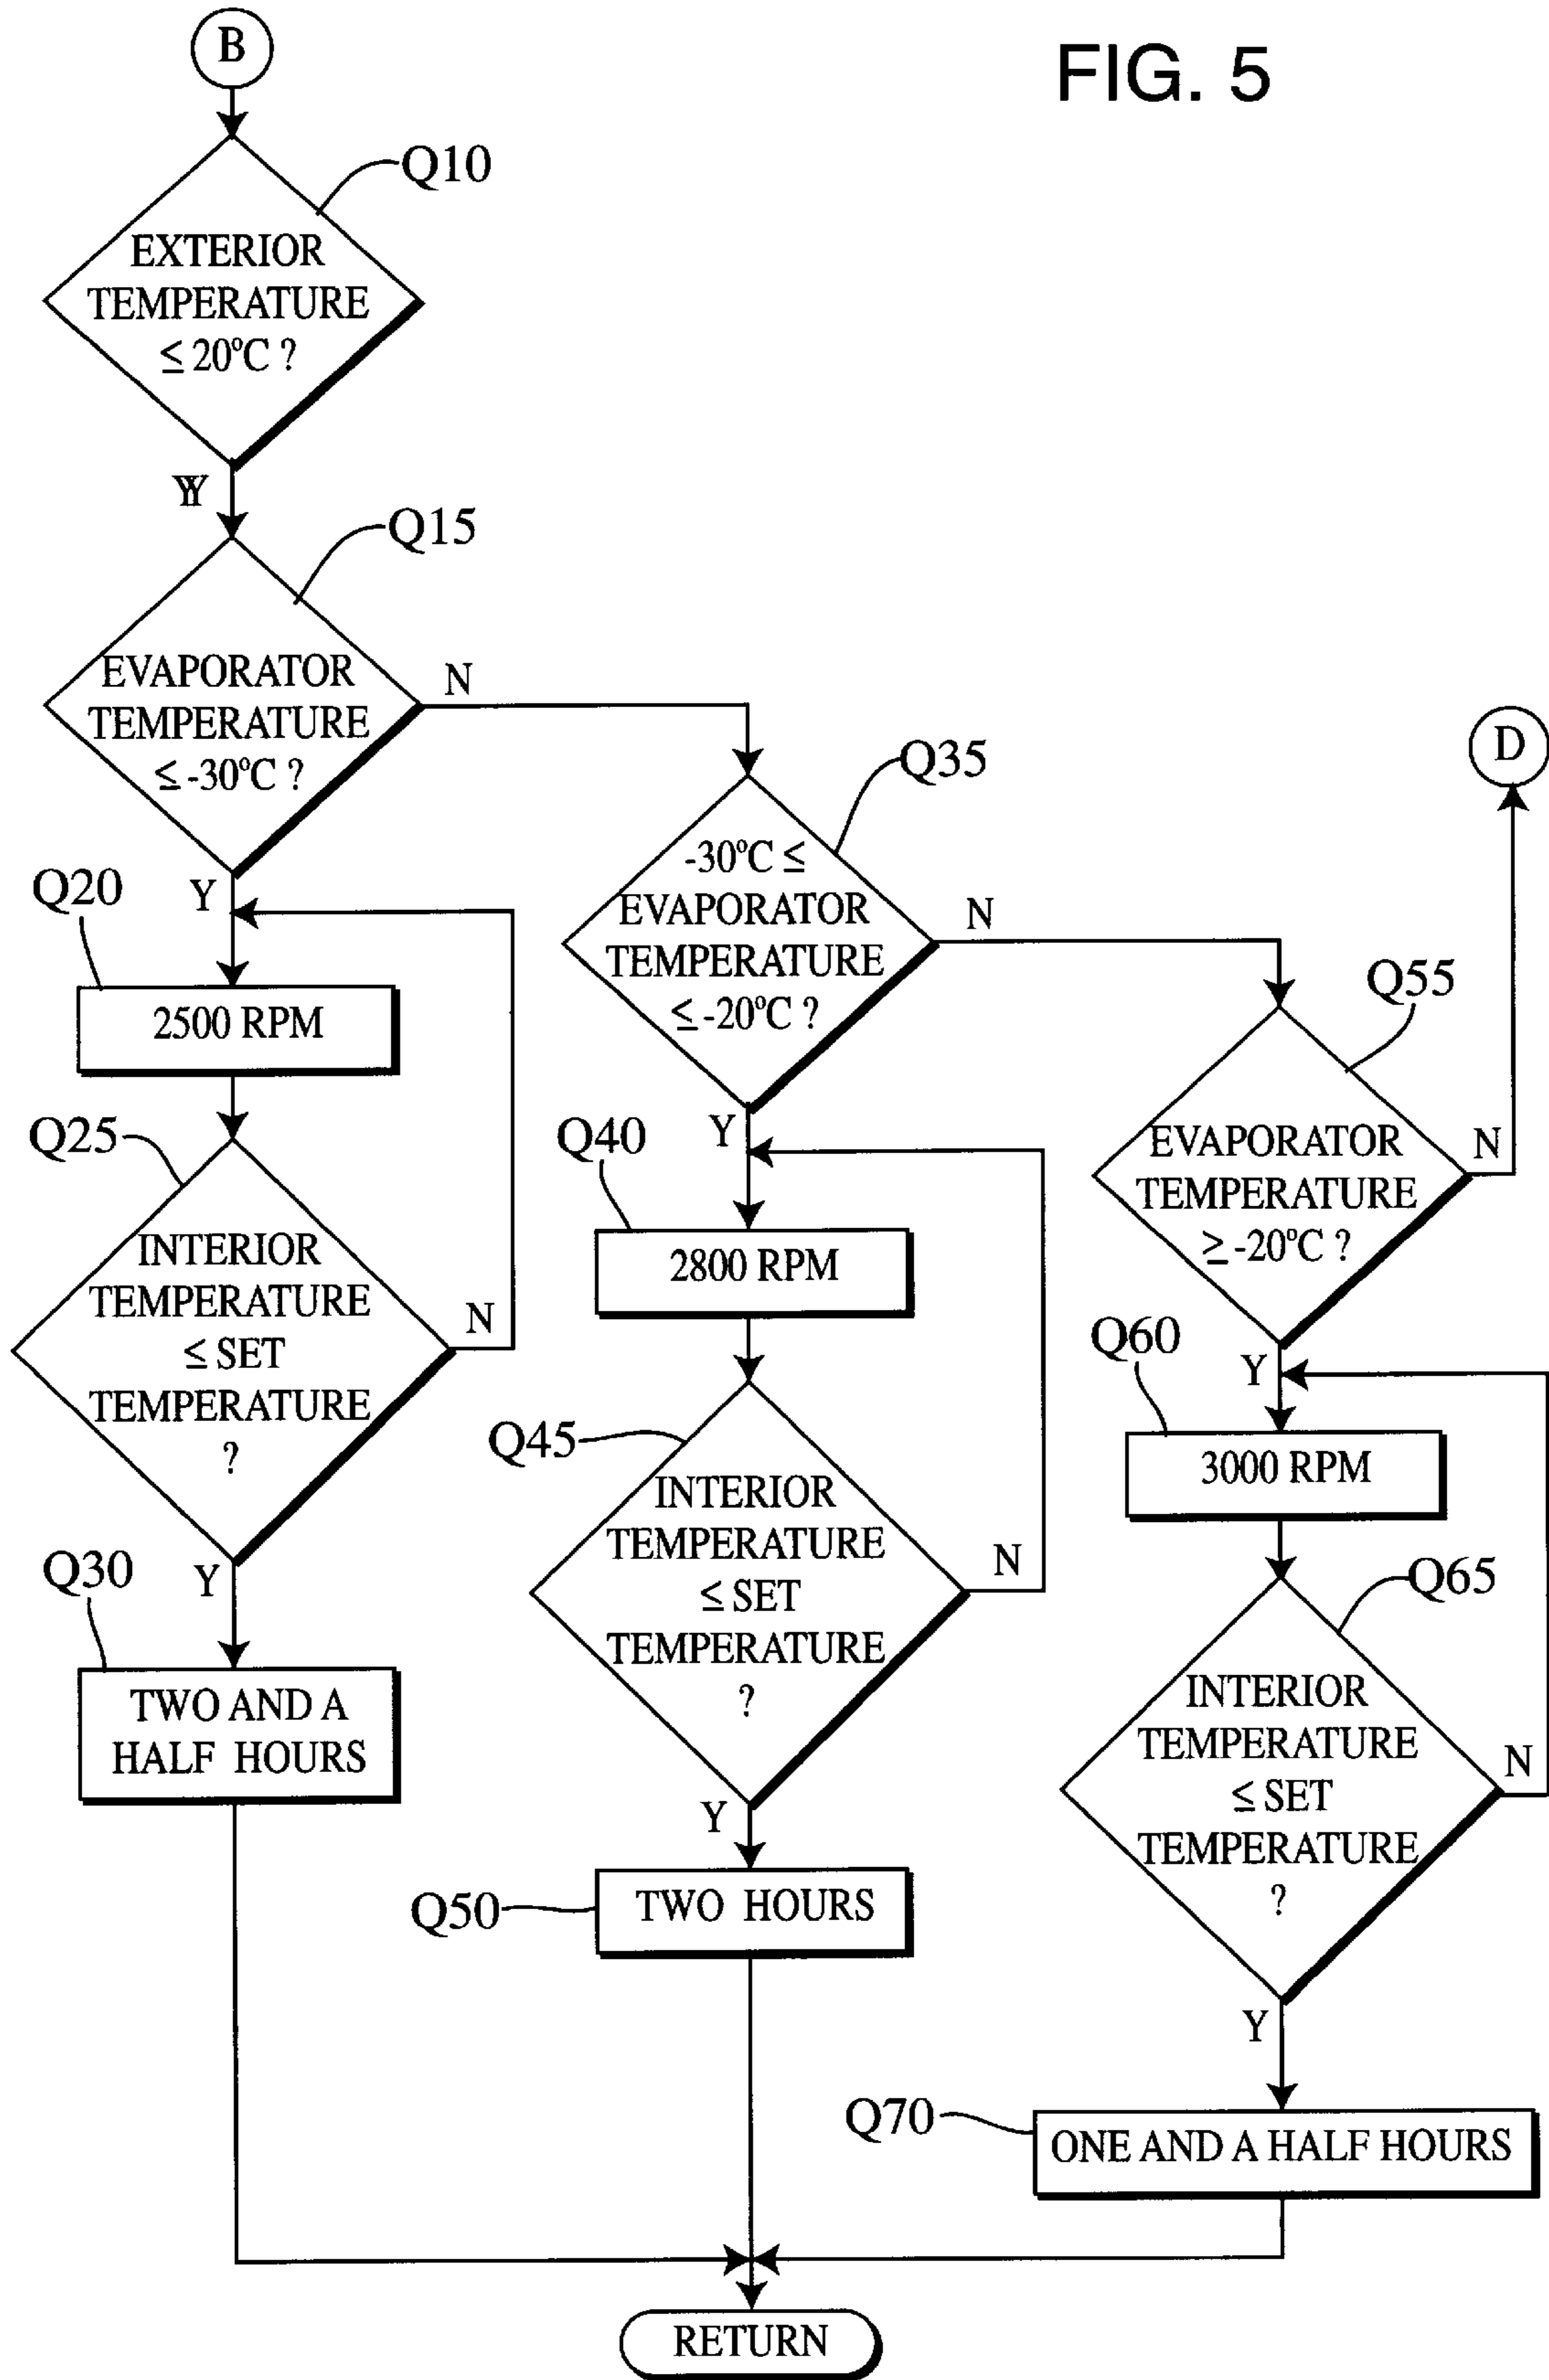 FIG. 5
B
Q10
EXTERIOR
TEMPERATURE
≤ 20°C ?
YY
Q15
EVAPORATOR
TEMPERATURE
≤ -30°C ?
N
Y
Q20
2500 RPM
Q25
INTERIOR
TEMPERATURE
≤ SET
TEMPERATURE
?
N
Y
Q30
TWO AND A
HALF HOURS
Q35
-30°C ≤
EVAPORATOR
TEMPERATURE
≤ -20°C ?
N
Y
Q40
2800 RPM
Q45
INTERIOR
TEMPERATURE
≤ SET
TEMPERATURE
?
N
Y
Q50
TWO HOURS
D
Q55
EVAPORATOR
TEMPERATURE
≥ -20°C ?
N
Y
Q60
3000 RPM
Q65
INTERIOR
TEMPERATURE
≤ SET
TEMPERATURE
?
N
Y
Q70
ONE AND A HALF HOURS
RETURN